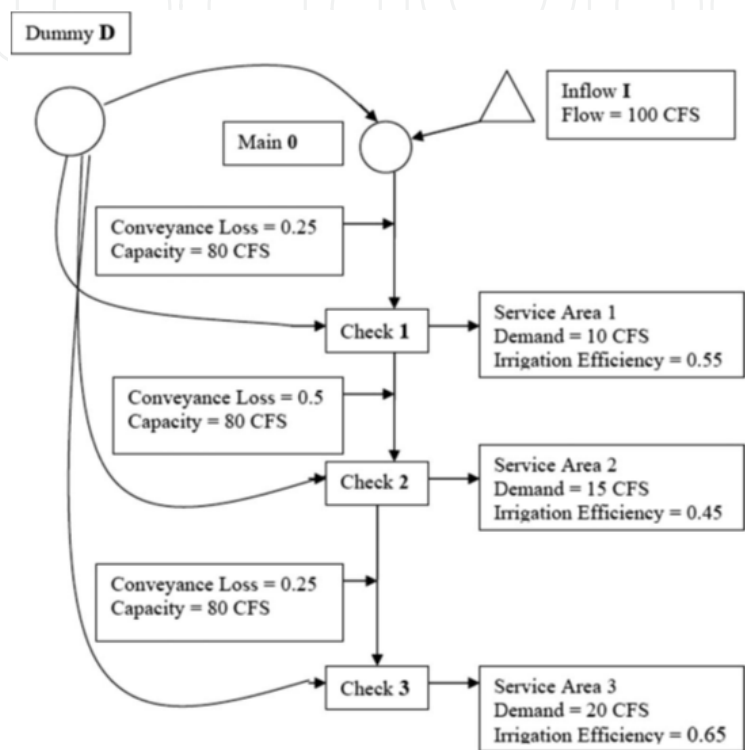 Dummy D
Inflow I
Flow = 100 CFS
Main 0
Conveyance Loss = 0.25
Capacity = 80 CFS
Service Area 1
Demand = 10 CFS
Irrigation Efficiency = 0.55
Check 1
Conveyance Loss = 0.5
Capacity = 80 CFS
Service Area 2
Demand = 15 CFS
Irrigation Efficiency = 0.45
Check 2
Conveyance Loss = 0.25
Capacity = 80 CFS
Service Area 3
Demand = 20 CFS
Irrigation Efficiency = 0.65
Check 3